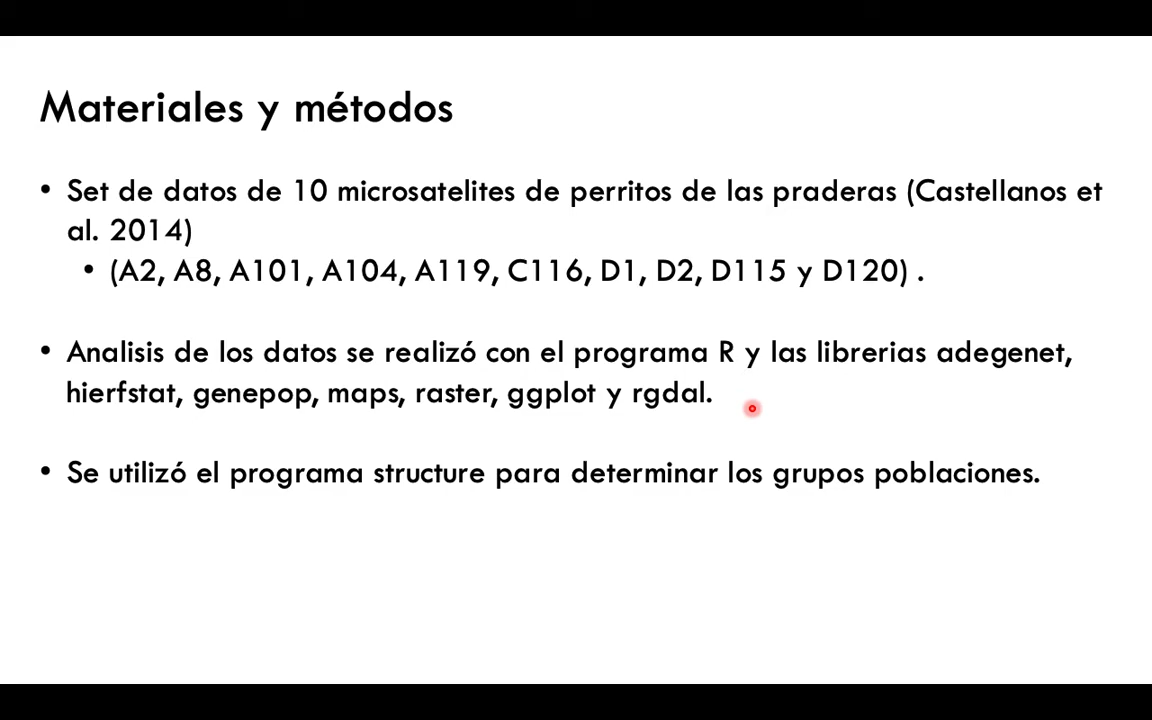 Materiales y métodos
• Set de datos de 10 microsatelites de perritos de las praderas (Castellanos et
al. 2014)
• (A2, A8, A101, A104, A119, C116, D1, D2, D115 y D120) .
• Analisis de los datos se realizó con el programa R y las librerias adegenet,
hierfstat, genepop, maps, raster, ggplot y rgdal.
• Se utilizó el programa structure para determinar los grupos poblaciones.